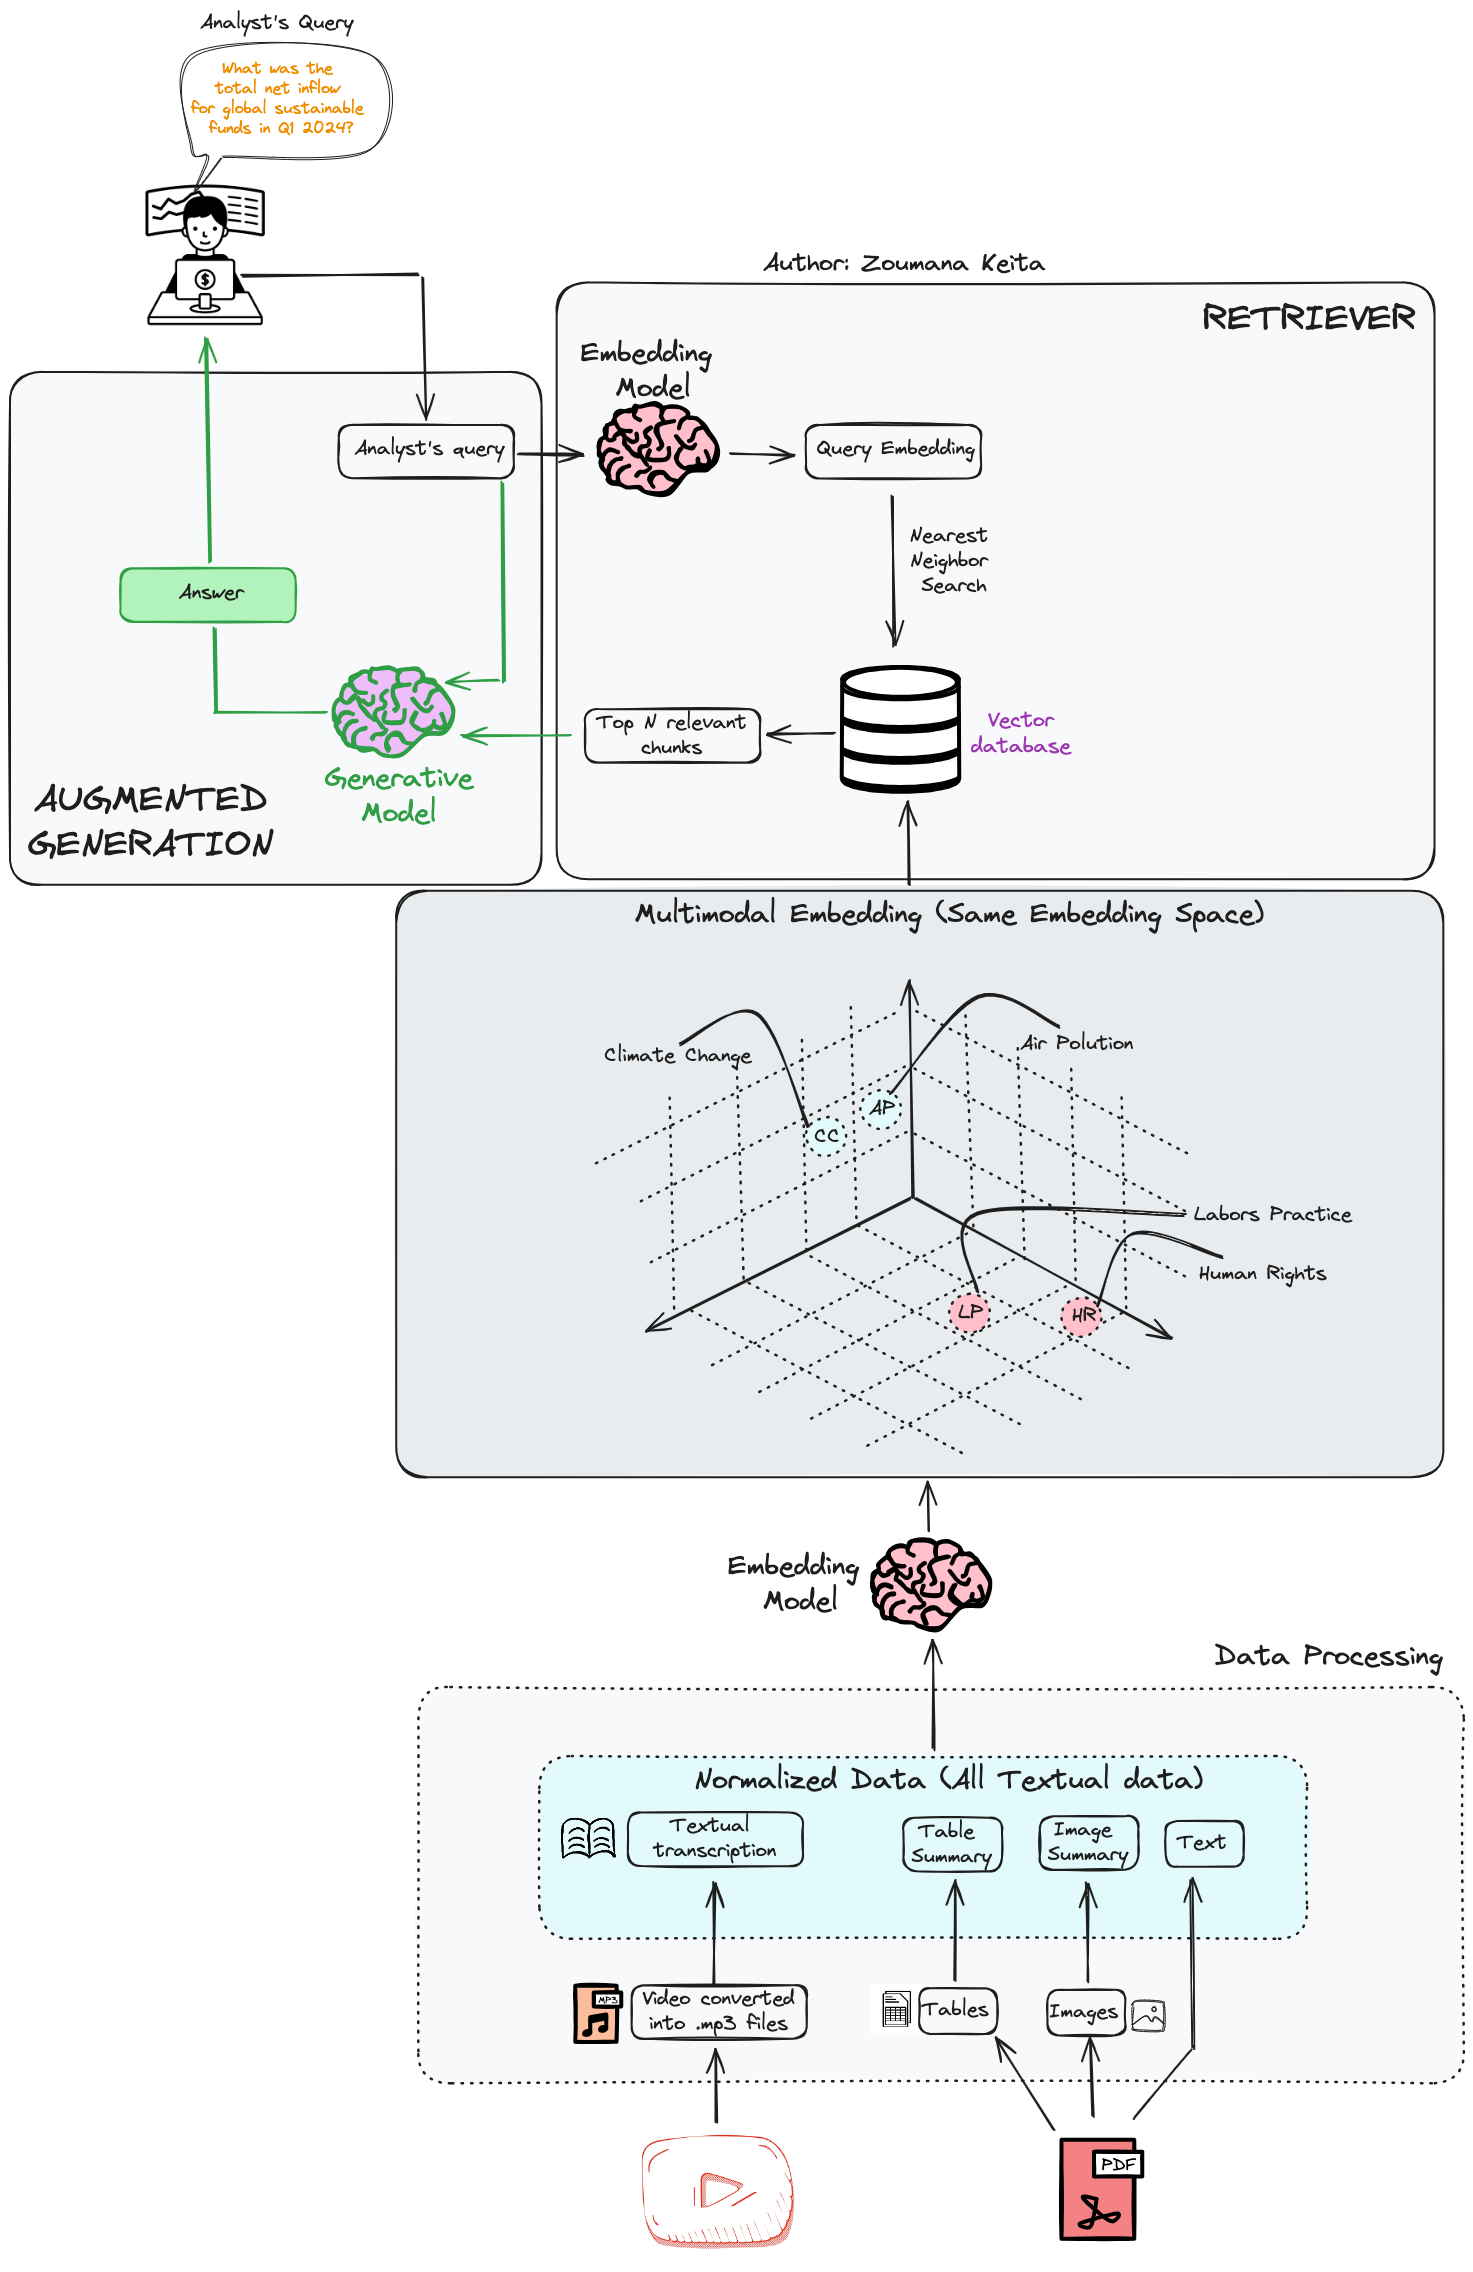 Analyst's Query
What was the
total net inflow
for global sustainable
funds in Q1 2024?
$
Author: Zoumana Keita
RETRIEVER
Embedding
Model
Analyst's query
Query Embedding
Nearest
Neighbor
Search
Answer
Top N relevant
chunks
Vector
database
Generative
Model
AUGMENTED
GENERATION
Multimodal Embedding (Same Embedding Space)
Climate Change
Air Polution
AP
CC
Labors Practice
Human Rights
LP
HR
Embedding
Model
Data Processing
Normalized Data (All Textual data)
Textual
transcription
Table
Summary
Image
Summary
Text
MP3
Video converted
into .mp3 files
Tables
Images
PDF